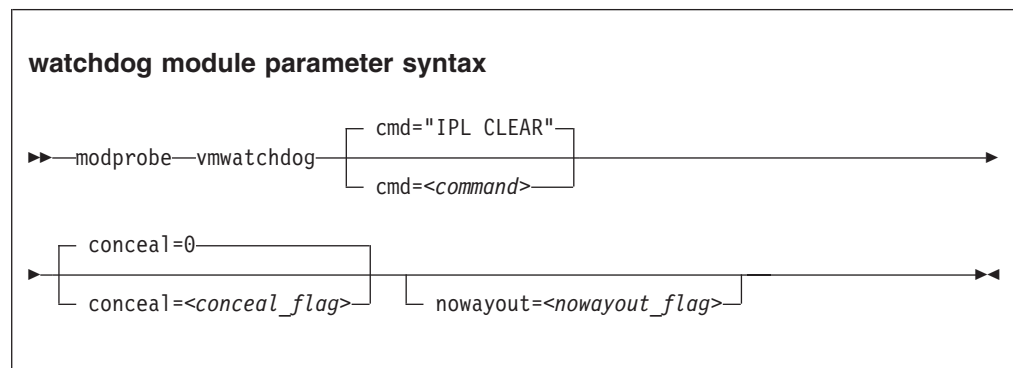 watchdog module parameter syntax
cmd="IPL CLEAR"
modprobe vmwatchdog
cmd=<command>
conceal=0
conceal=<conceal_flag>
nowayout=<nowayout_flag>